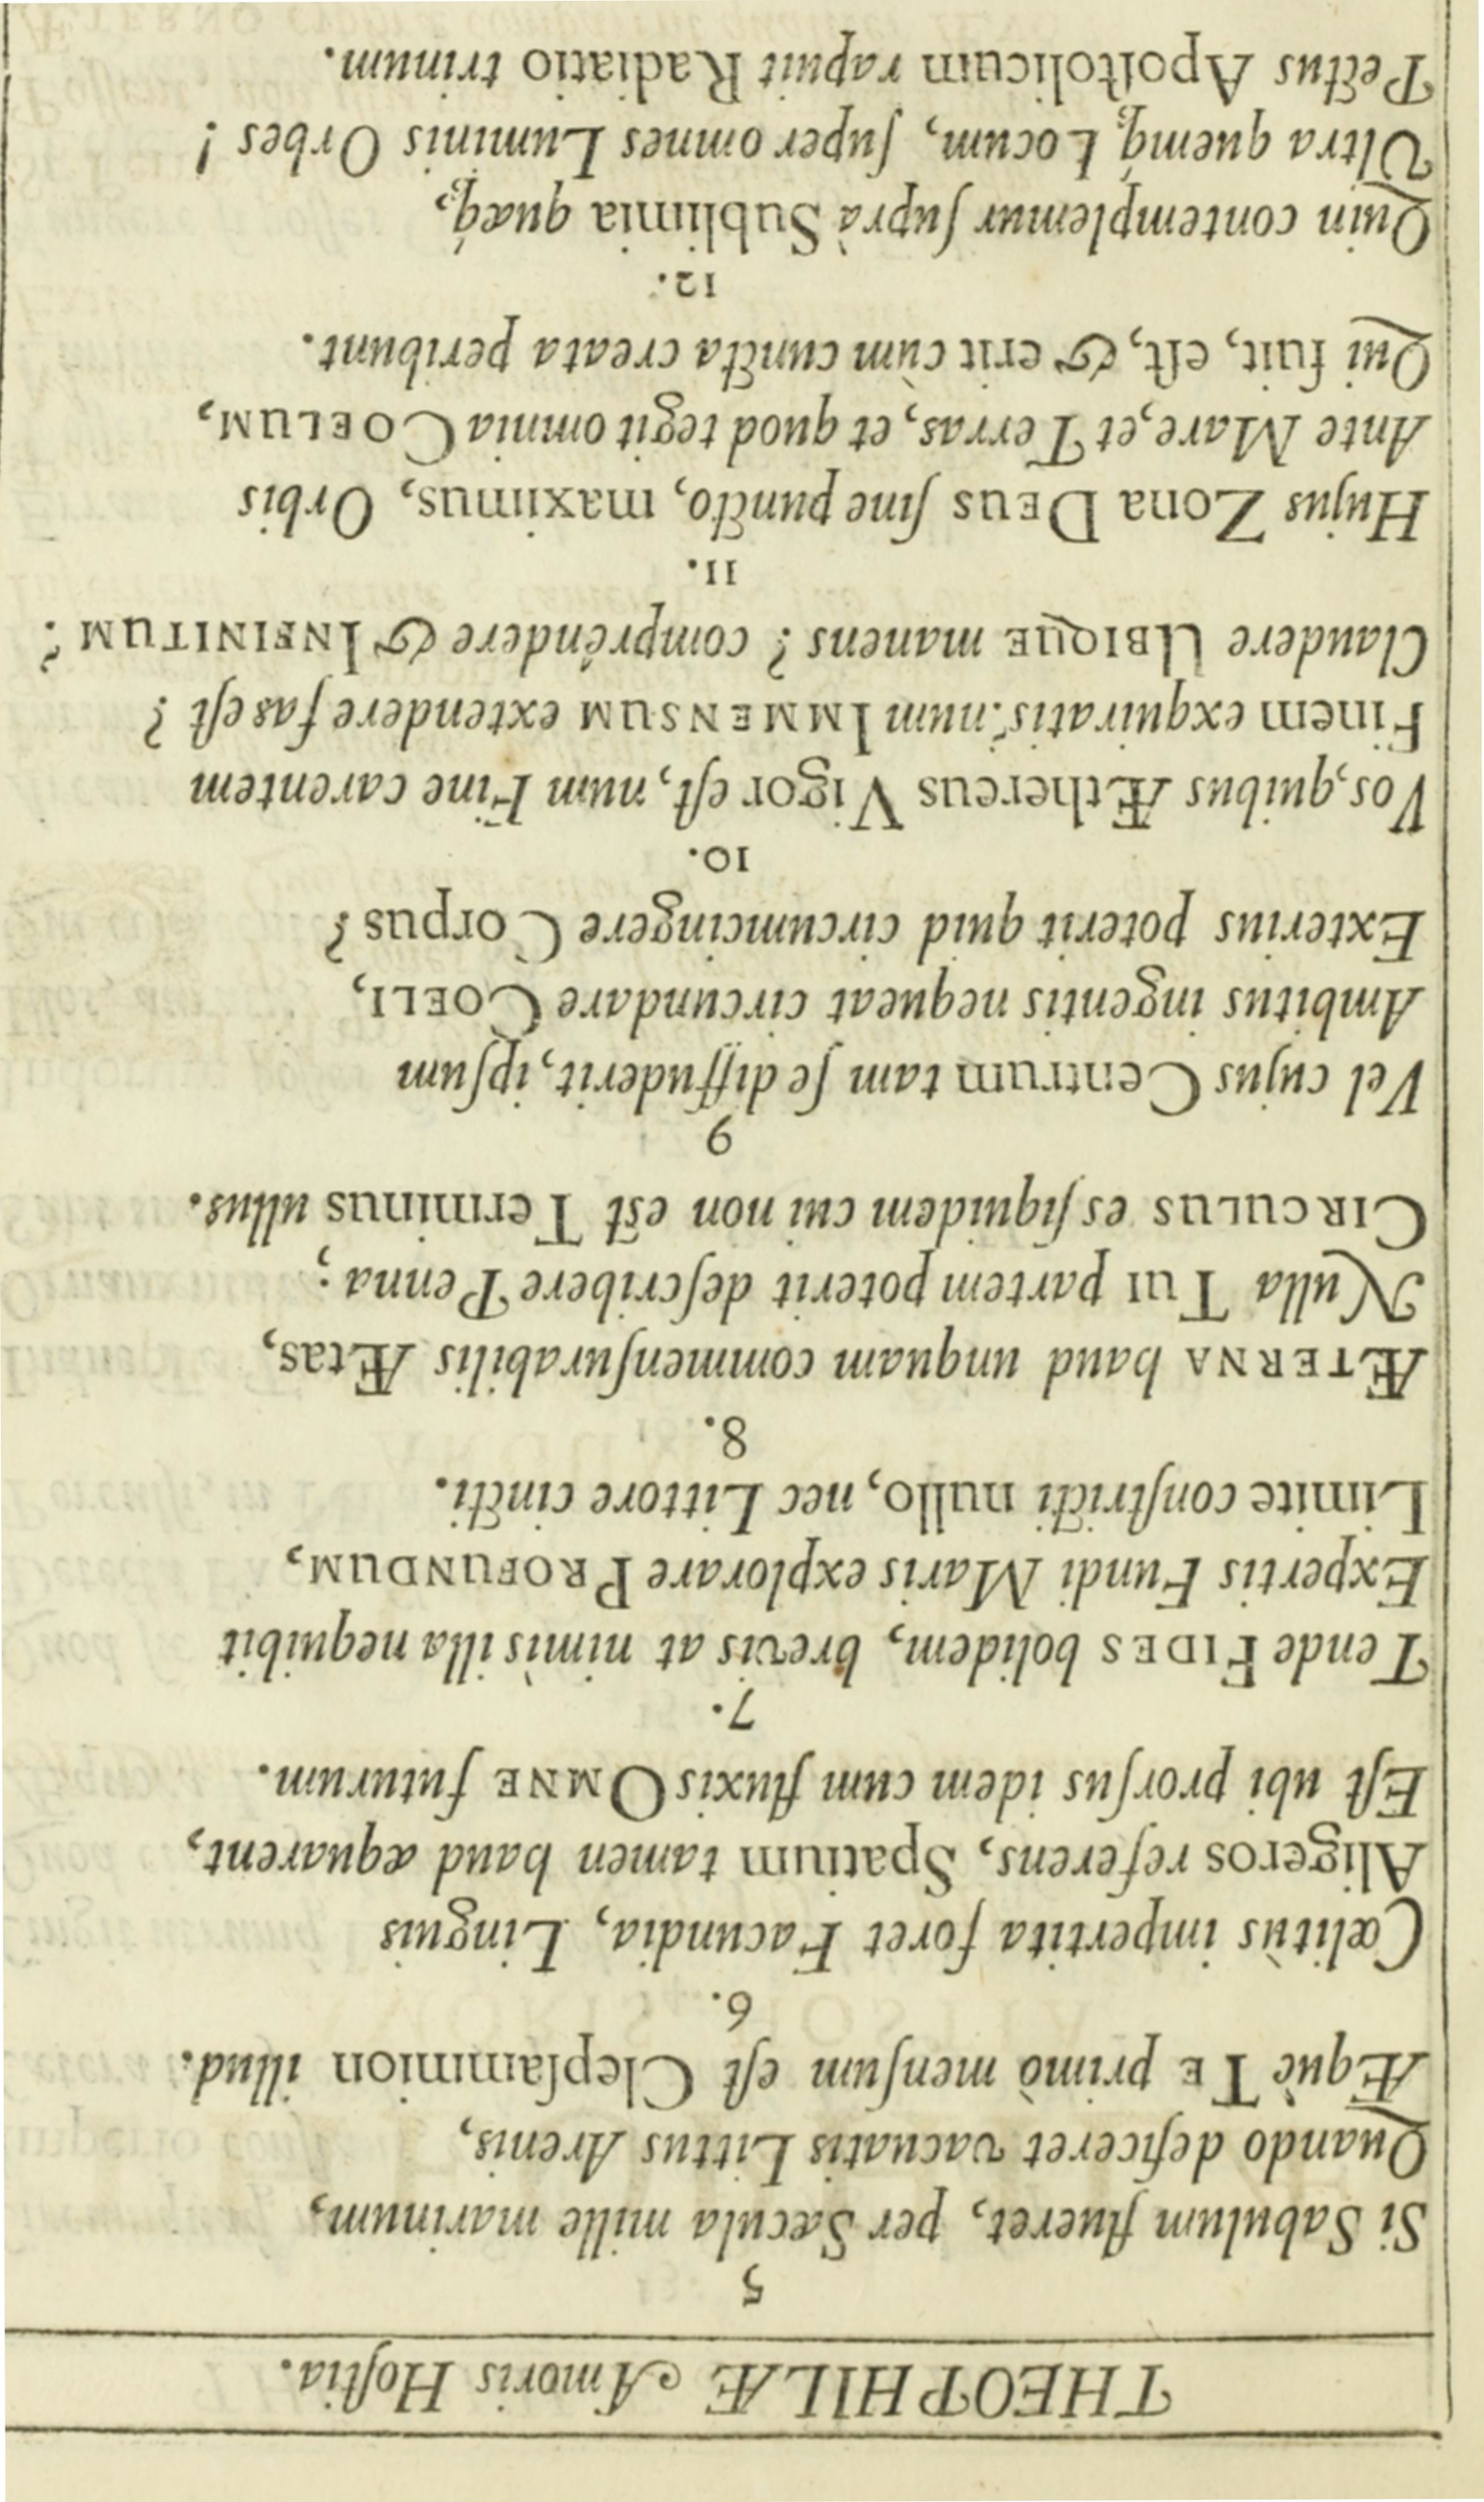 THEOPHILÆ Amoris Hoſtia.
5
Si Sabulum flueret, per Sæcula mille marinum,
Quando deficeret vacuatis Littus Arenis,
Æquè TE primò menſum eſt Clepſammion illud.
6.
Cœlitùs impertita foret Facundia, Linguis
Aligeros referens, Spatium tamen haud æquarent,
Eſt ubi prorſus idem cum fluxis OMNE futurum.
7.
Tende FIDES bolidem, brevis at nimìs illa nequibit
Expertis Fundi Maris explorare PROFUNDUM,
Limite conſtricti nullo, nec Littore cincti.
8.
ÆTERNA haud unquam commenſurabilis Ætas,
Nulla TUI partem poterit deſcribere Penna;
CIRCULUS es ſiquidem cui non est Terminus ullus.
9
Vel cujus Centrum tam ſe diffuderit, ipſum
Ambitus ingentis nequeat circundare COELI,
Exterius poterit quid circumcingere Corpus?
10.
Vos, quibus Æthereus Vigor eſt, num Fine carentem
Finem exquiratis? num IMMENSUM extendere fas eſt?
Claudere UBIQUE manens? comprêndere & INFINITUM?
11.
Hujus Zona DEUS ſine puncto, maximus, Orbis
Ante Mare, et Terras, et quod tegit omnia COELUM,
Qui fuit, eſt, & erit cùm cuncta creata peribunt.
12.
Quin contemplemur ſuprà Sublimia quæq́;
Vltra quemq́; Locum, ſuper omnes Luminis Orbes!
Pectus Apoſtolicum rapuit Radiatio trinum.